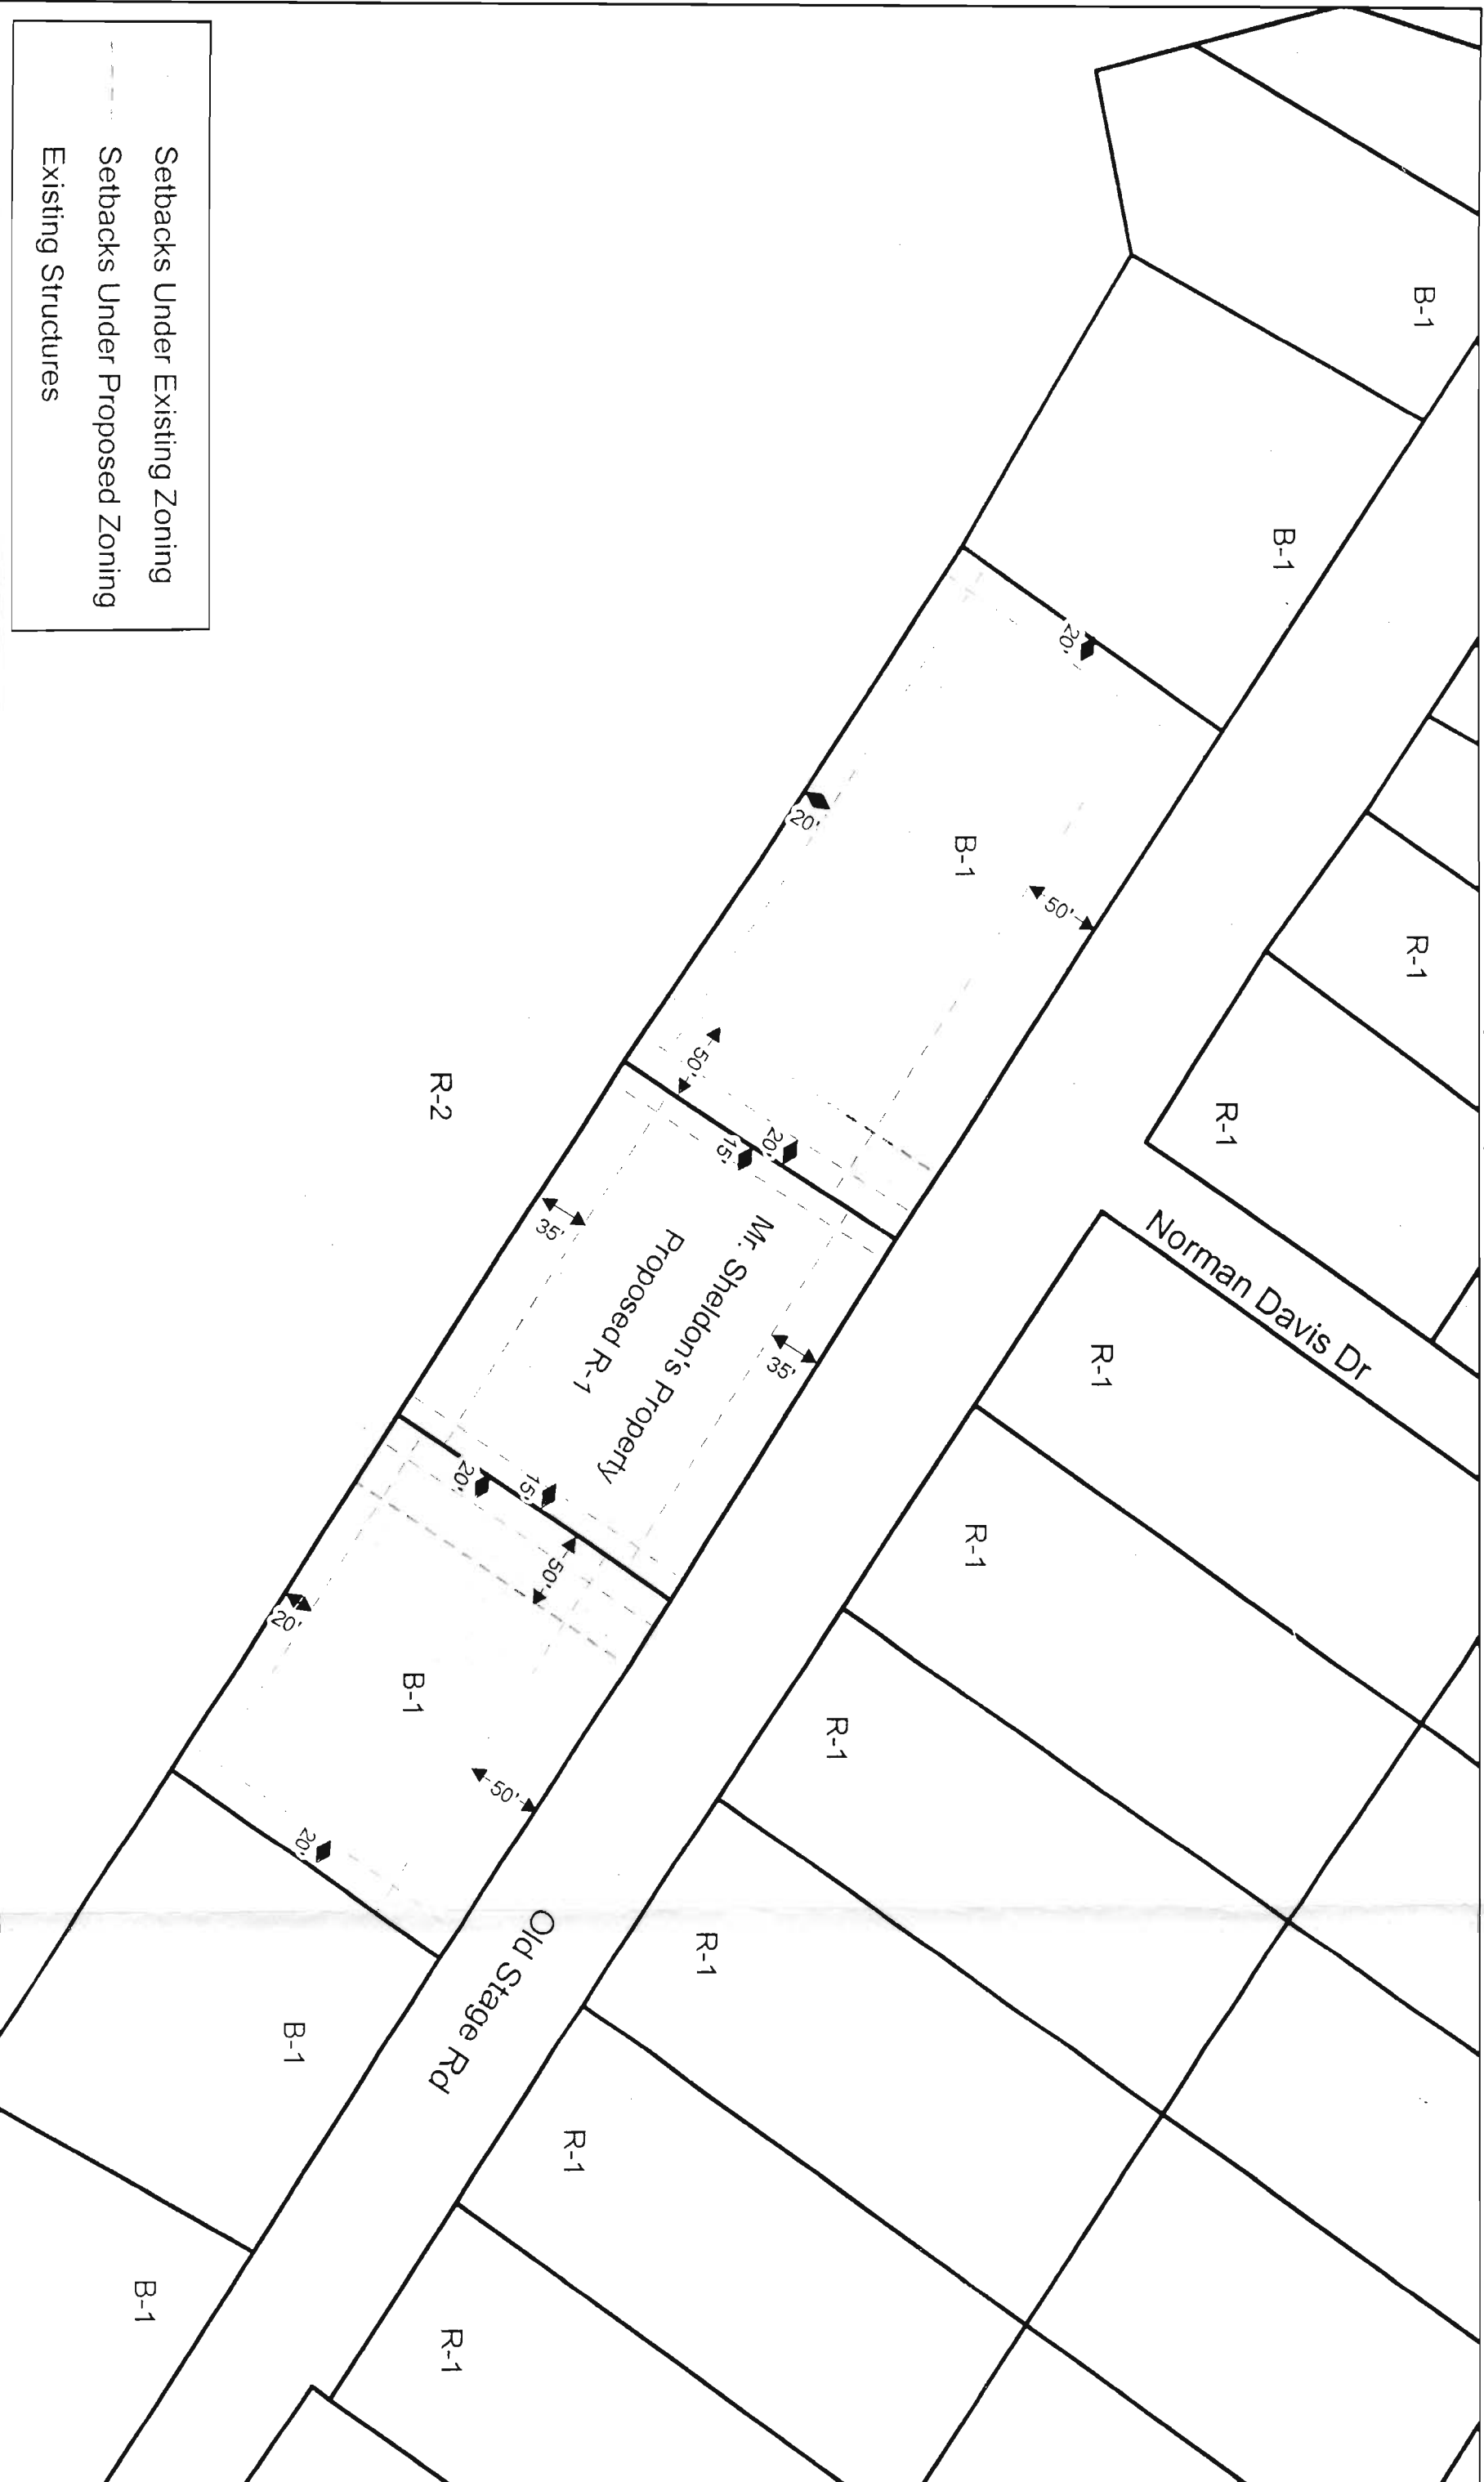 B-1
B-1
20'
20'
B-1
50'
50'
20'
15'
R-1
R-1
Norman Davis Dr
R-2
35'
Mr. Sheldon's Property
Proposed R-1
35'
R-1
20'
15'
50'
R-1
20'
B-1
50'
20'
R-1
Old Stage Rd
R-1
B-1
R-1
B-1
R-1
Setbacks Under Existing Zoning
Setbacks Under Proposed Zoning
Existing Structures